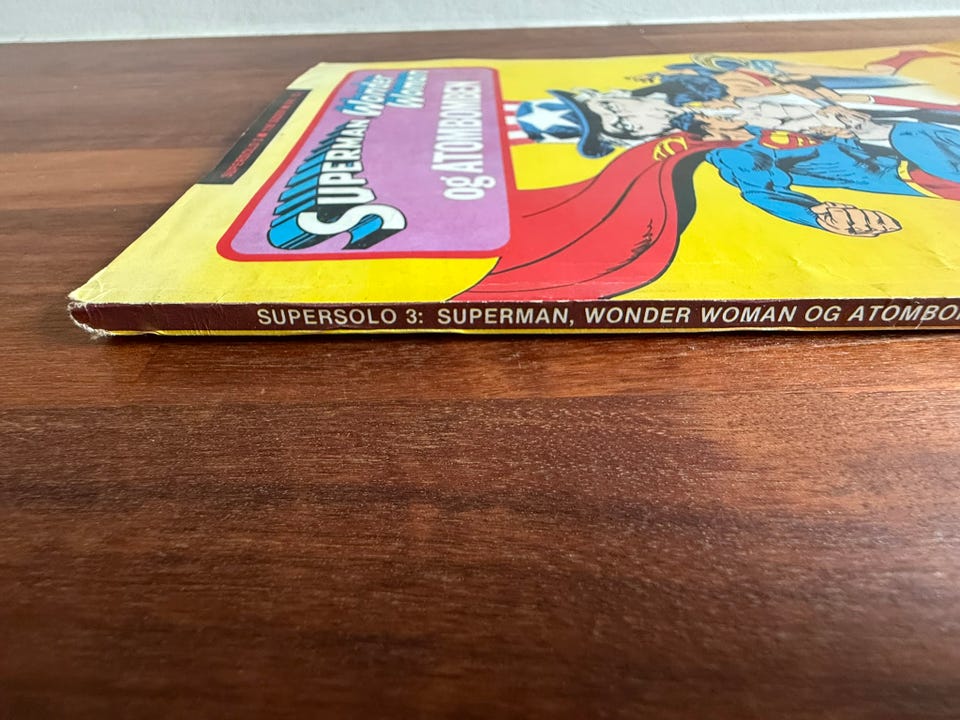 SUPERMAN Wonder Woman
og ATOMBOMBEN
SUPERSOLO 3: SUPERMAN, WONDER WOMAN OG ATOMBO